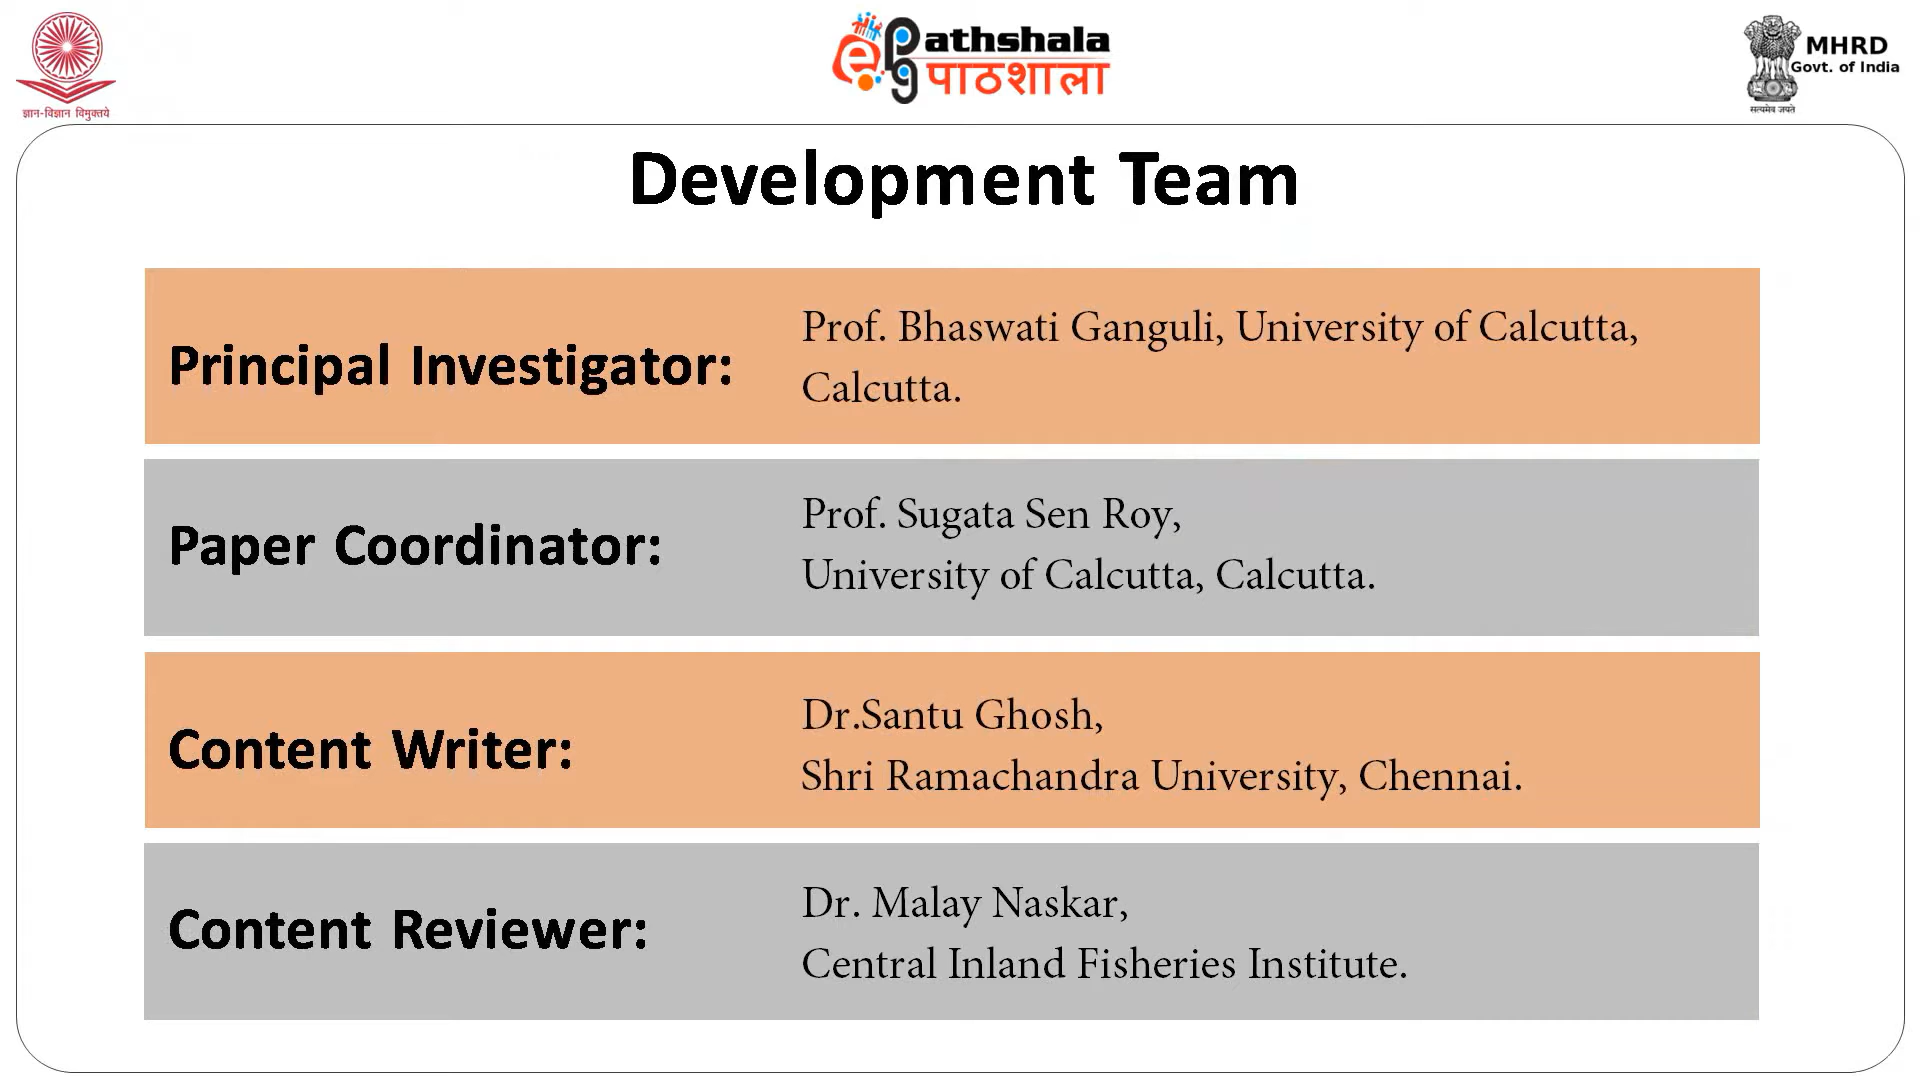 ज्ञान-विज्ञान विमुक्तये
ePG Pathshala
पाठशाला
MHRD
Govt. of India
सत्यमेव जयते
Development Team
Principal Investigator:
Prof. Bhaswati Ganguli, University of Calcutta,
Calcutta.
Paper Coordinator:
Prof. Sugata Sen Roy,
University of Calcutta, Calcutta.
Content Writer:
Dr.Santu Ghosh,
Shri Ramachandra University, Chennai.
Content Reviewer:
Dr. Malay Naskar,
Central Inland Fisheries Institute.